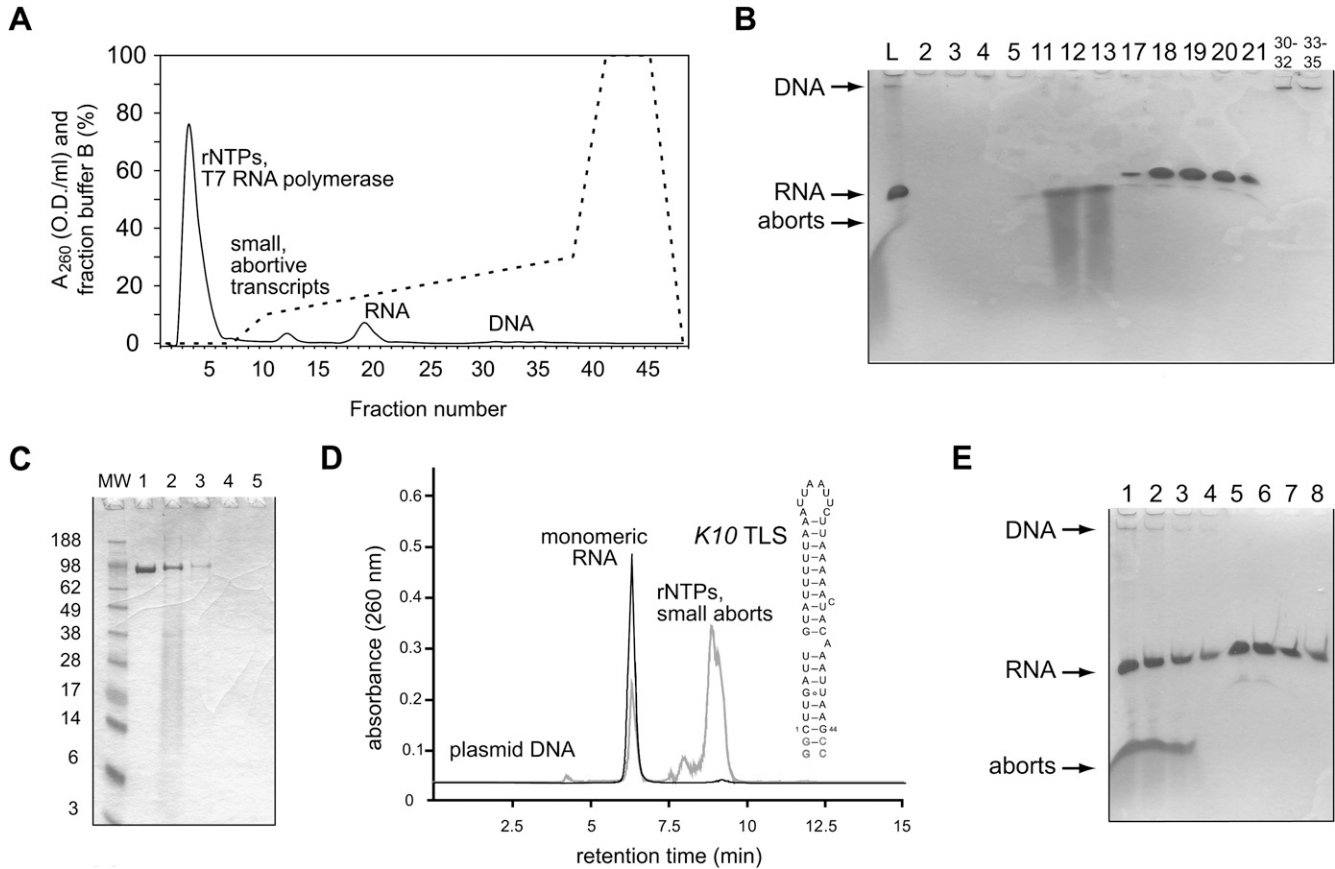 A
A260 (O.D./ml) and
fraction buffer B (%)
100
80
60
40
20
0
rNTPs,
T7 RNA polymerase
small,
abortive
transcripts
RNA
DNA
5 10 15 20 25 30 35 40 45
Fraction number
B
L 2 3 4 5 11 12 13 17 18 19 20 21 30-32 33-35
DNA
RNA
aborts
C
MW 1 2 3 4 5
188
98
62
49
38
28
17
14
6
3
D
absorbance (260 nm)
0.6
0.5
0.4
0.3
0.2
0.1
0
monomeric
RNA
K10 TLS
rNTPs,
small aborts
plasmid DNA
2.5 5 7.5 10 12.5 15
retention time (min)
A A
U U
U U
A C
A–U
A–U
U–A
U–A
U–A
U–A
C
A–U
U–A
G–C
A
U–A
U–A
A–U
G∘U
U–A
U–A
1 C–G 44
G–C
G–C
E
1 2 3 4 5 6 7 8
DNA
RNA
aborts